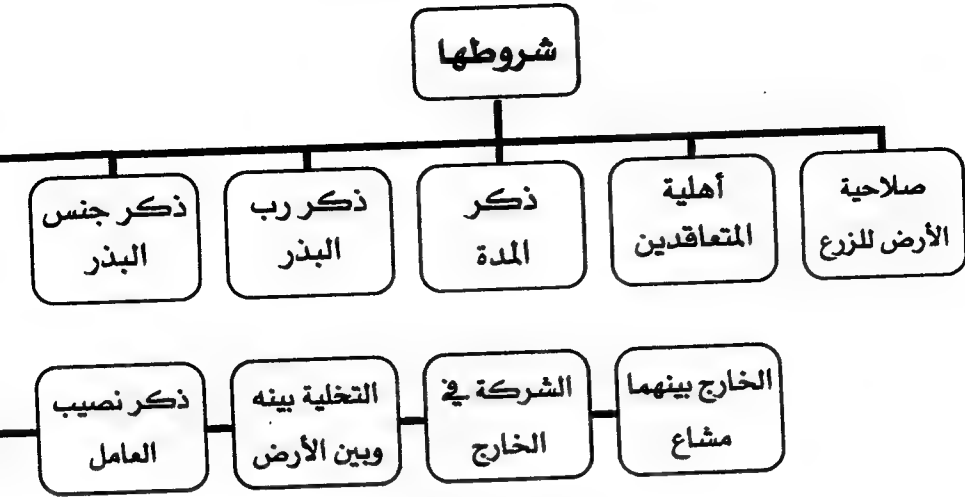 شروطها
صلاحية
الأرض للزرع
أهلية
المتعاقدين
ذكر
المدة
ذكر رب
البذر
ذكر جنس
البذر
الخارج بينهما
مشاع
الشركة في
الخارج
التخلية بينه
وبين الأرض
ذكر نصيب
العامل